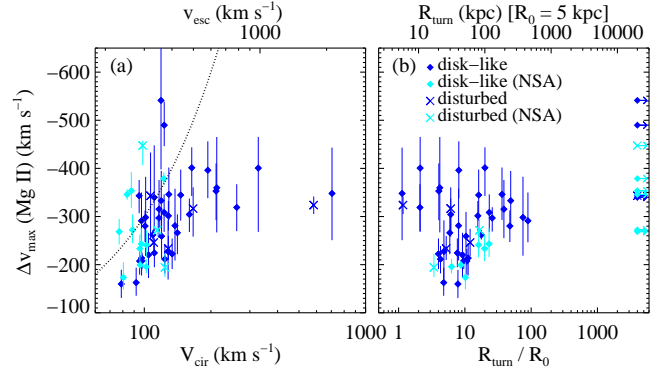 v_esc (km s⁻¹)
1000
R_turn (kpc) [R₀ = 5 kpc]
10 100 1000 10000
(a)
(b)
disk−like
disk−like (NSA)
disturbed
disturbed (NSA)
Δv_max (Mg II) (km s⁻¹)
−600
−500
−400
−300
−200
−100
100 1000
1 10 100 1000
V_cir (km s⁻¹)
R_turn / R₀